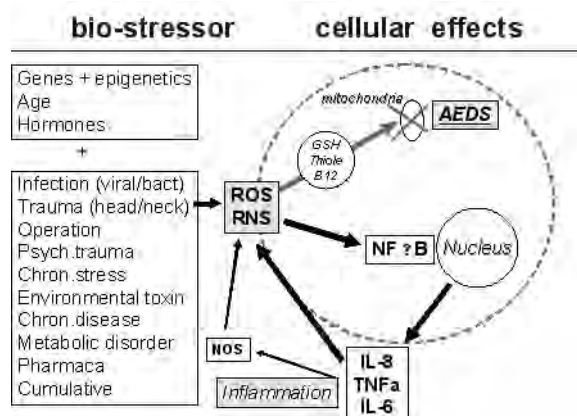 bio-stressor
cellular effects
Genes + epigenetics
Age
Hormones
+
Infection (viral/bact)
Trauma (head/neck)
Operation
Psych.trauma
Chron.stress
Environmental toxin
Chron.disease
Metabolic disorder
Pharmaca
Cumulative
ROS
RNS
NOS
Inflammation
mitochondria
AEDS
GSH
Thiole
B12
NF ?B
Nucleus
IL-8
TNFa
IL-6